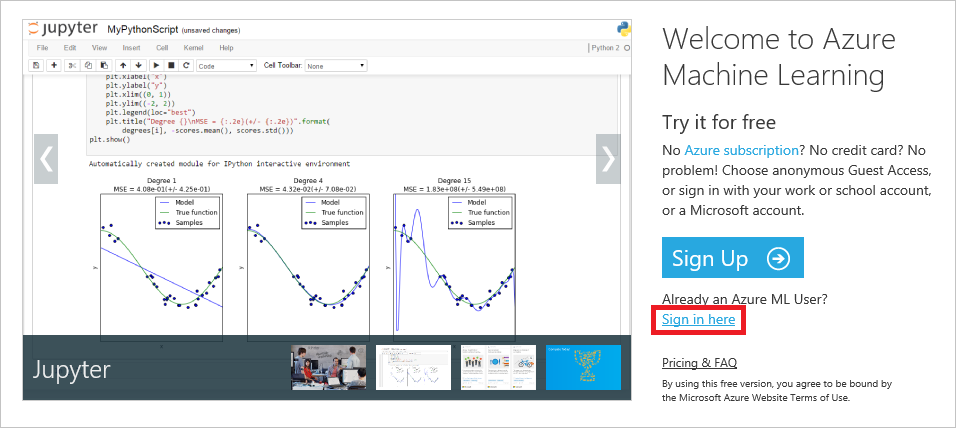 jupyter MyPythonScript (unsaved changes)
File Edit View Insert Cell Kernel Help Python 2
Code Cell Toolbar: None
plt.xlabel("x")
plt.ylabel("y")
plt.xlim((0, 1))
plt.ylim((-2, 2))
plt.legend(loc="best")
plt.title("Degree {}\nMSE = {:.2e}(+/- {:.2e})".format(
degrees[i], -scores.mean(), scores.std()))
plt.show()
Automatically created module for IPython interactive environment
Degree 1
MSE = 4.08e-01(+/- 4.25e-01)
Model
True function
Samples
y
Degree 4
MSE = 4.32e-02(+/- 7.08e-02)
Model
True function
Samples
y
Degree 15
MSE = 1.83e+08(+/- 5.49e+08)
Model
True function
Samples
y
Jupyter
Welcome to Azure
Machine Learning
Try it for free
No Azure subscription? No credit card? No
problem! Choose anonymous Guest Access,
or sign in with your work or school account,
or a Microsoft account.
Sign Up
Already an Azure ML User?
Sign in here
Pricing & FAQ
By using this free version, you agree to be bound by
the Microsoft Azure Website Terms of Use.